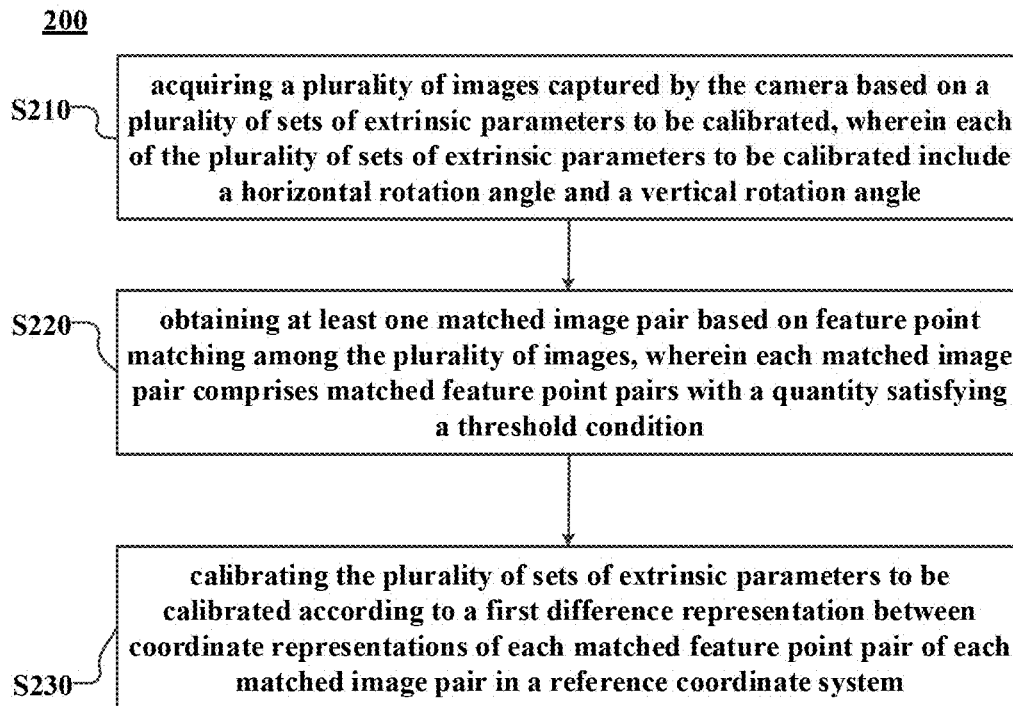 200
S210
acquiring a plurality of images captured by the camera based on a
plurality of sets of extrinsic parameters to be calibrated, wherein each
of the plurality of sets of extrinsic parameters to be calibrated include
a horizontal rotation angle and a vertical rotation angle
S220
obtaining at least one matched image pair based on feature point
matching among the plurality of images, wherein each matched image
pair comprises matched feature point pairs with a quantity satisfying
a threshold condition
S230
calibrating the plurality of sets of extrinsic parameters to be
calibrated according to a first difference representation between
coordinate representations of each matched feature point pair of each
matched image pair in a reference coordinate system